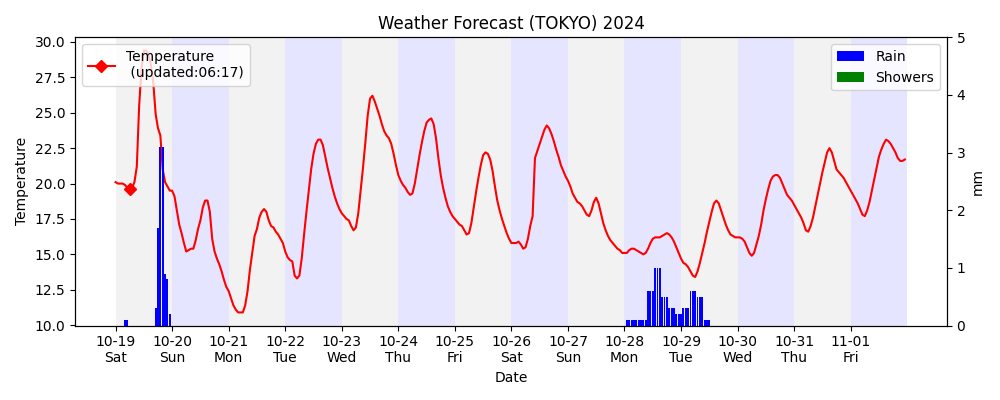 Weather Forecast (TOKYO) 2024
30.0
27.5
25.0
22.5
20.0
17.5
15.0
12.5
10.0
Temperature
Temperature
(updated:06:17)
Rain
Showers
5
4
3
2
1
0
mm
10-19 10-20 10-21 10-22 10-23 10-24 10-25 10-26 10-27 10-28 10-29 10-30 10-31 11-01
Sat Sun Mon Tue Wed Thu Fri Sat Sun Mon Tue Wed Thu Fri
Date